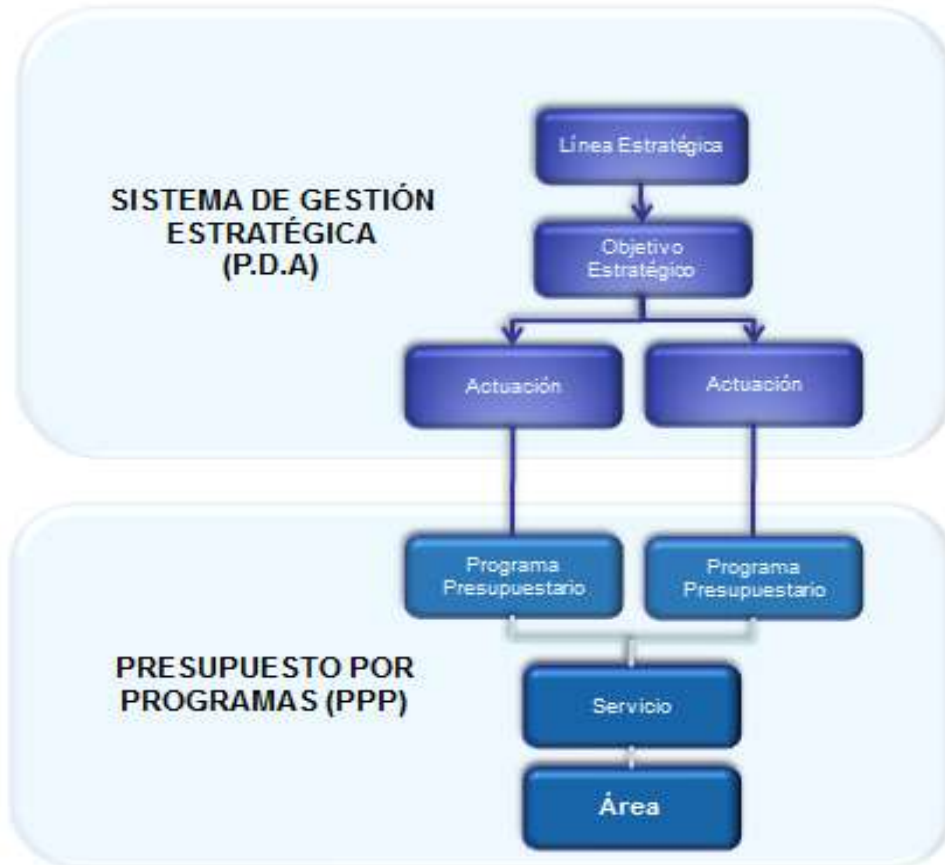 Línea Estratégica
SISTEMA DE GESTIÓN
ESTRATÉGICA
(P.D.A)
Objetivo
Estratégico
Actuación
Actuación
Programa
Presupuestario
Programa
Presupuestario
PRESUPUESTO POR
PROGRAMAS (PPP)
Servicio
Área